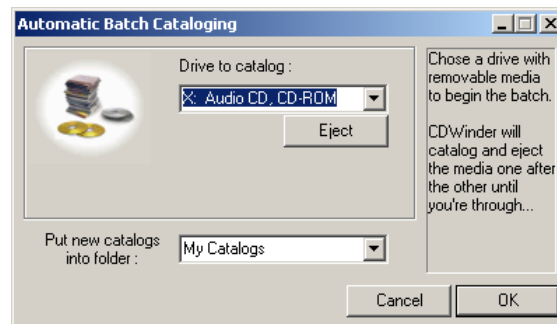 Automatic Batch Cataloging
Drive to catalog :
X: Audio CD, CD-ROM
Eject
Put new catalogs
into folder :
My Catalogs
Chose a drive with
removable media
to begin the batch.
CDWinder will
catalog and eject
the media one after
the other until
you're through...
Cancel
OK